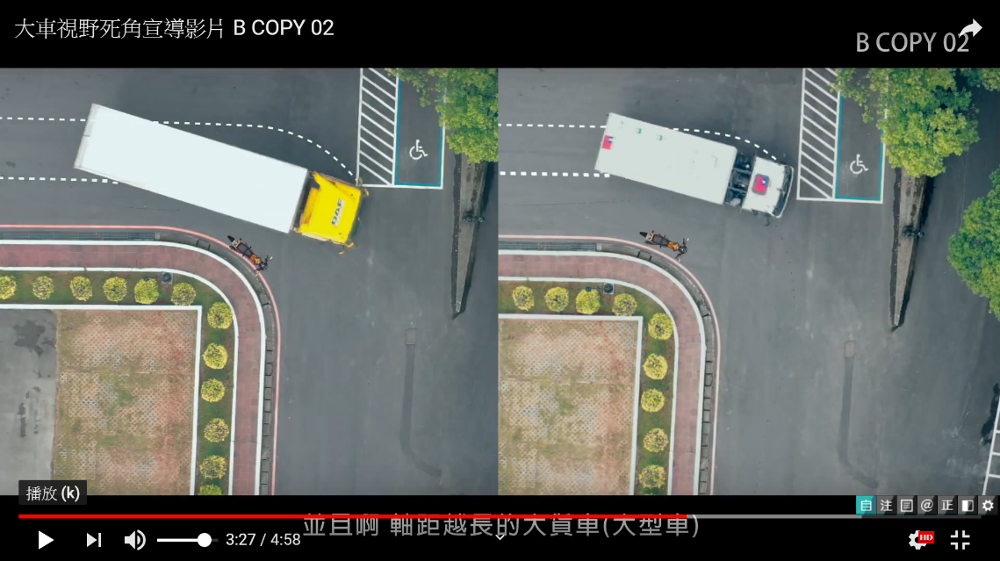 大車視野死角宣導影片 B COPY 02
B COPY 02
DAF
播放 (k)
自 注 @ 正
並且啊 軸距越長的大貨車(大型車)
3:27 / 4:58
HD